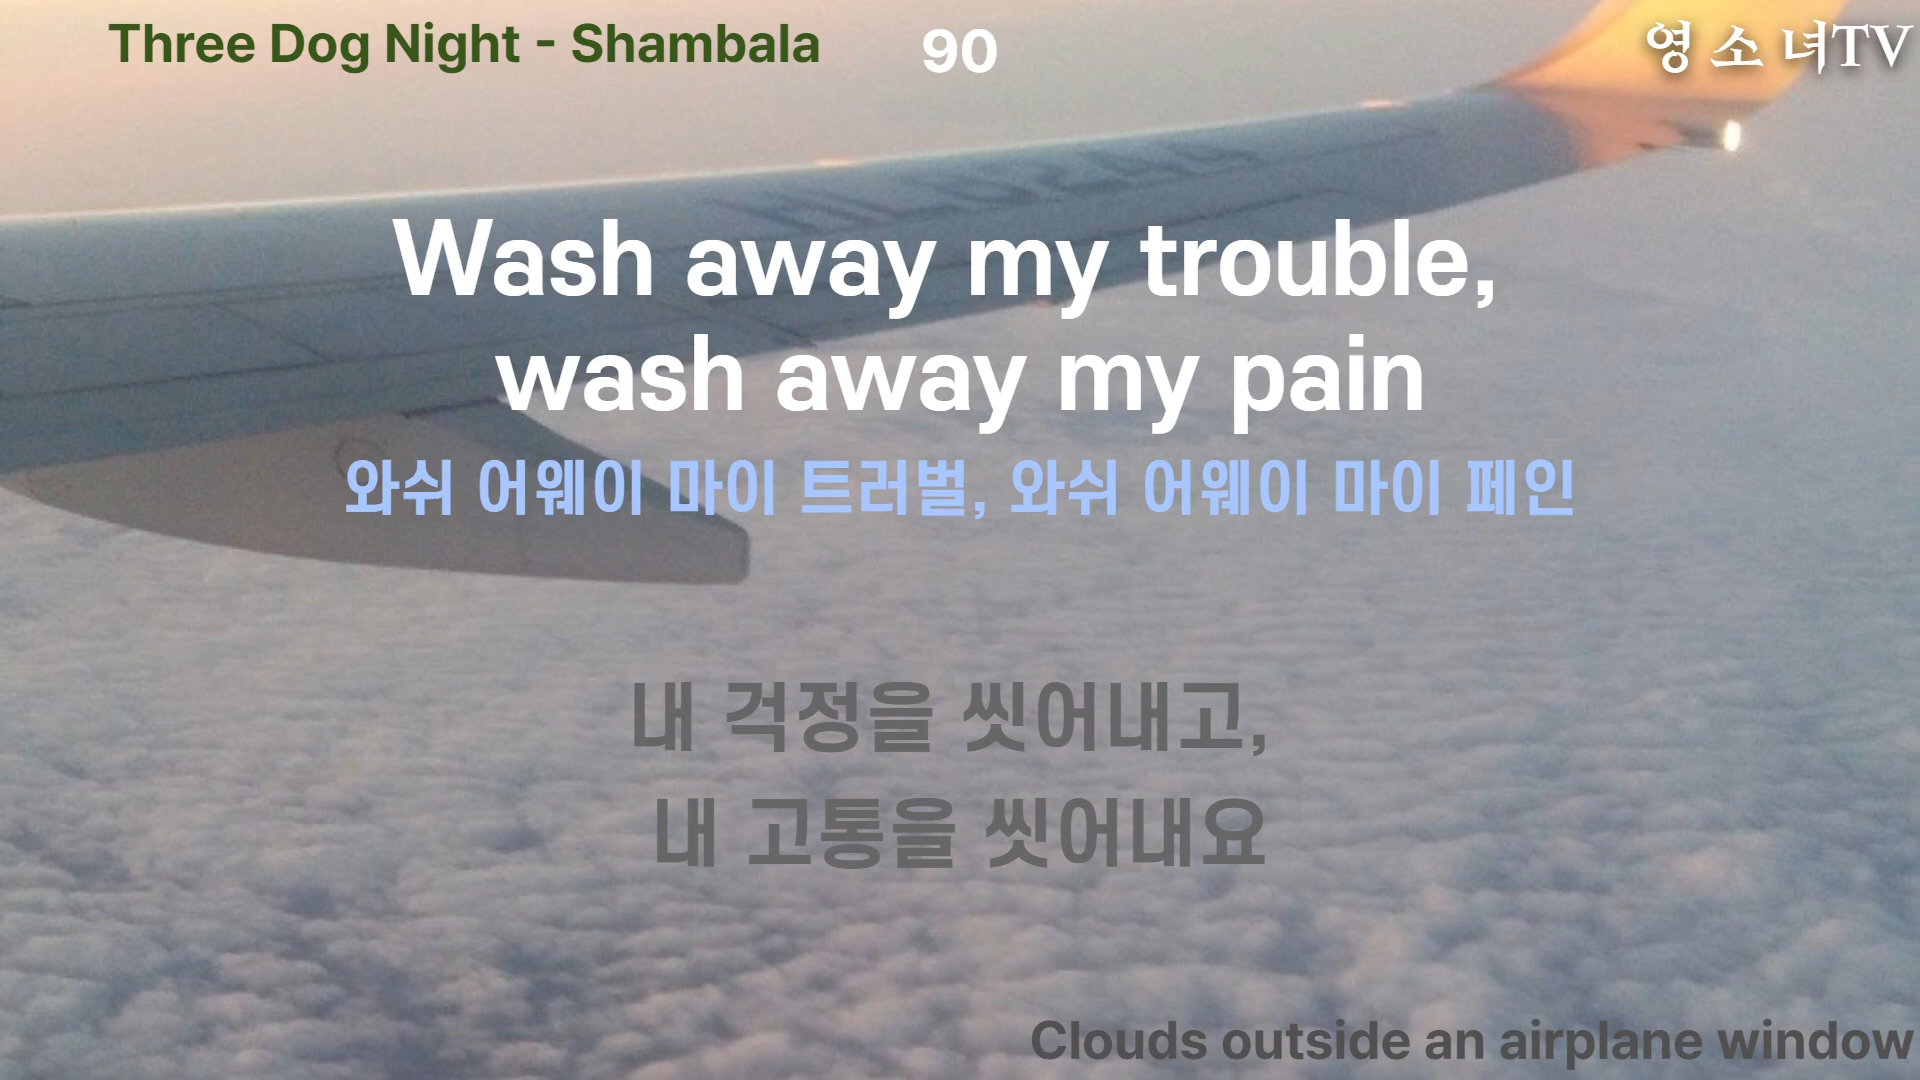 Three Dog Night - Shambala
90
영 소 녀TV
Wash away my trouble,
wash away my pain
와쉬 어웨이 마이 트러벌, 와쉬 어웨이 마이 페인
내 걱정을 씻어내고,
내 고통을 씻어내요
Clouds outside an airplane window